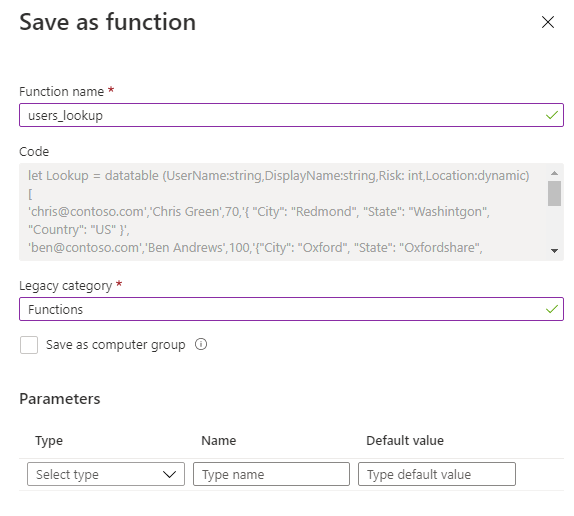 Save as function
Function name *
users_lookup
Code
let Lookup = datatable (UserName:string,DisplayName:string,Risk: int,Location:dynamic)
[
'chris@contoso.com','Chris Green',70,'{ "City": "Redmond", "State": "Washintgon",
"Country": "US" }',
'ben@contoso.com','Ben Andrews',100,'{"City": "Oxford", "State": "Oxfordshare",
Legacy category *
Functions
Save as computer group
Parameters
Type Name Default value
Select type Type name Type default value